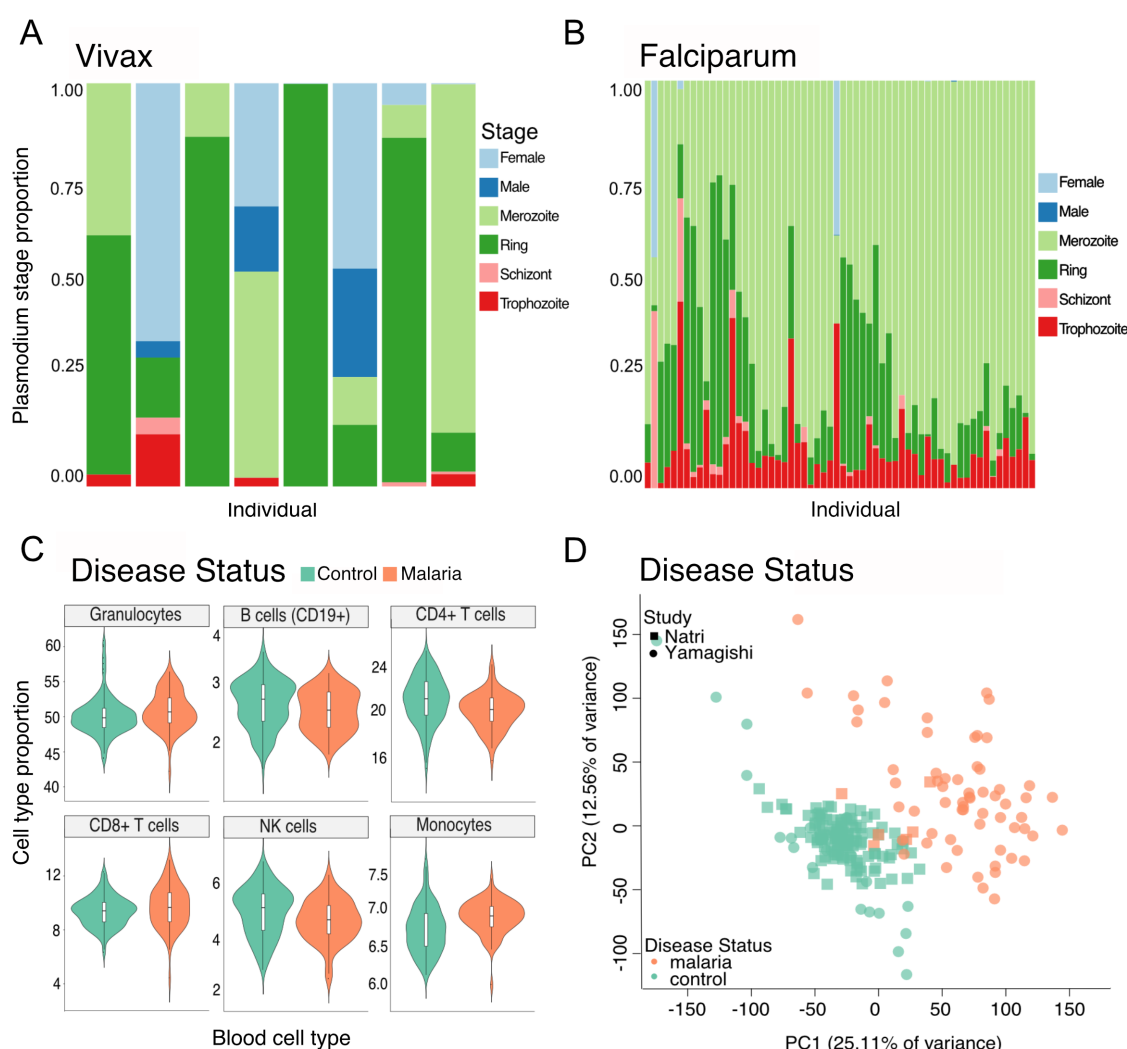 A
Vivax
Plasmodium stage proportion
1.00
0.75
0.50
0.25
0.00
Individual
Stage
Female
Male
Merozoite
Ring
Schizont
Trophozoite
B
Falciparum
1.00
0.75
0.50
0.25
0.00
Individual
Female
Male
Merozoite
Ring
Schizont
Trophozoite
C
Disease Status
Control
Malaria
Cell type proportion
Granulocytes
60
55
50
45
40
B cells (CD19+)
4
3
2
CD4+ T cells
24
20
16
CD8+ T cells
12
8
4
NK cells
6
4
2
Monocytes
7.5
7.0
6.5
6.0
Blood cell type
D
Disease Status
PC2 (12.56% of variance)
150
100
50
0
-50
-100
Study
Natri
Yamagishi
Disease Status
malaria
control
-150
-100
-50
0
50
100
150
PC1 (25.11% of variance)